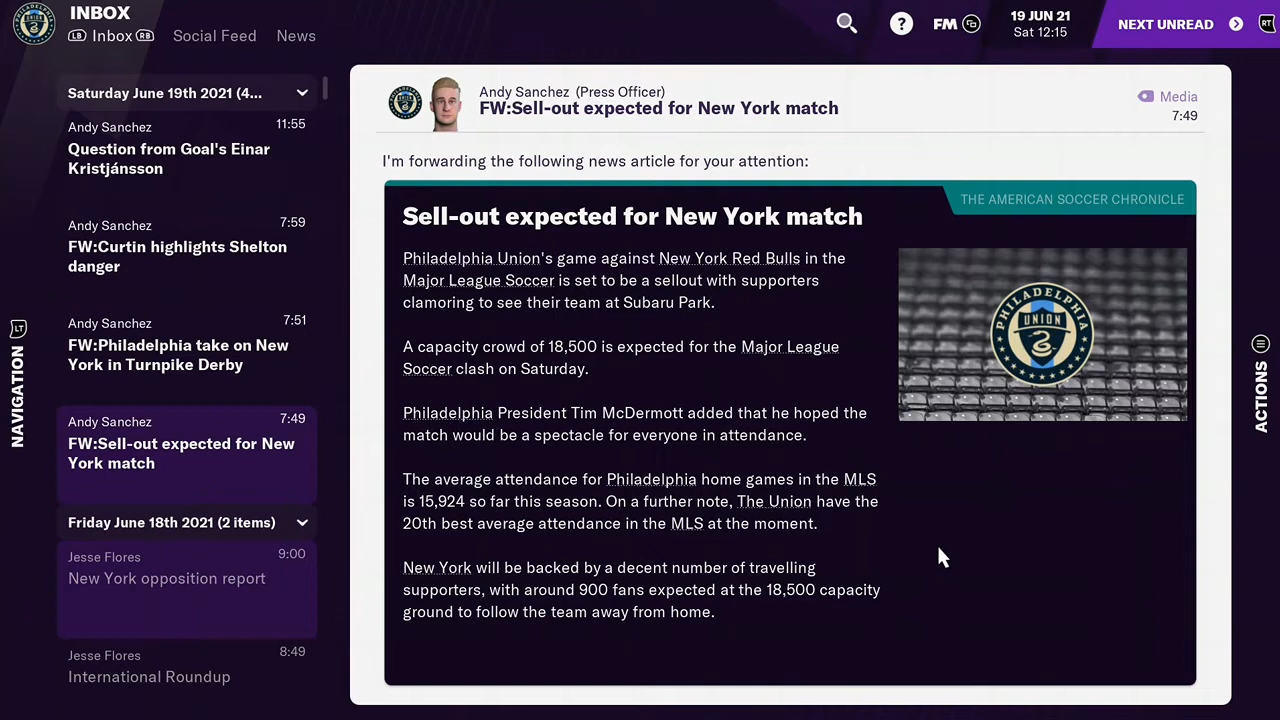 INBOX
LB Inbox RB Social Feed News
FM
19 JUN 21
Sat 12:15
NEXT UNREAD
RT
Saturday June 19th 2021 (4...
Andy Sanchez 11:55
Question from Goal's Einar
Kristjánsson
Andy Sanchez 7:59
FW:Curtin highlights Shelton
danger
Andy Sanchez 7:51
FW:Philadelphia take on New
York in Turnpike Derby
Andy Sanchez 7:49
FW:Sell-out expected for New
York match
Friday June 18th 2021 (2 items)
Jesse Flores 9:00
New York opposition report
Jesse Flores 8:49
International Roundup
NAVIGATION LT
Andy Sanchez (Press Officer)
FW:Sell-out expected for New York match
Media
7:49
I'm forwarding the following news article for your attention:
THE AMERICAN SOCCER CHRONICLE
Sell-out expected for New York match
Philadelphia Union's game against New York Red Bulls in the
Major League Soccer is set to be a sellout with supporters
clamoring to see their team at Subaru Park.
A capacity crowd of 18,500 is expected for the Major League
Soccer clash on Saturday.
Philadelphia President Tim McDermott added that he hoped the
match would be a spectacle for everyone in attendance.
The average attendance for Philadelphia home games in the MLS
is 15,924 so far this season. On a further note, The Union have the
20th best average attendance in the MLS at the moment.
New York will be backed by a decent number of travelling
supporters, with around 900 fans expected at the 18,500 capacity
ground to follow the team away from home.
PHILADELPHIA
UNION
ACTIONS